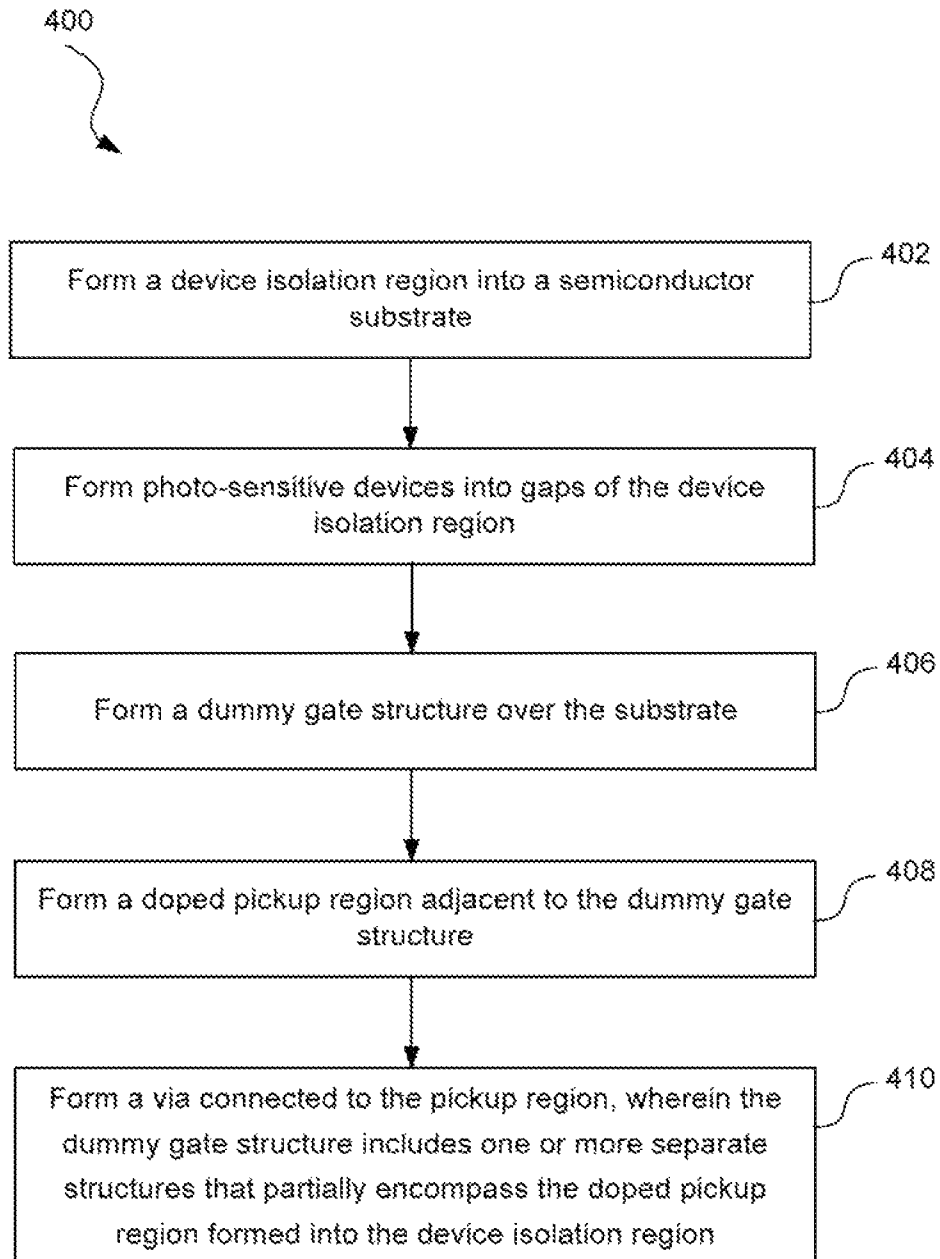 400
Form a device isolation region into a semiconductor
substrate
402
Form photo-sensitive devices into gaps of the device
isolation region
404
Form a dummy gate structure over the substrate
406
Form a doped pickup region adjacent to the dummy gate
structure
408
Form a via connected to the pickup region, wherein the
dummy gate structure includes one or more separate
structures that partially encompass the doped pickup
region formed into the device isolation region
410